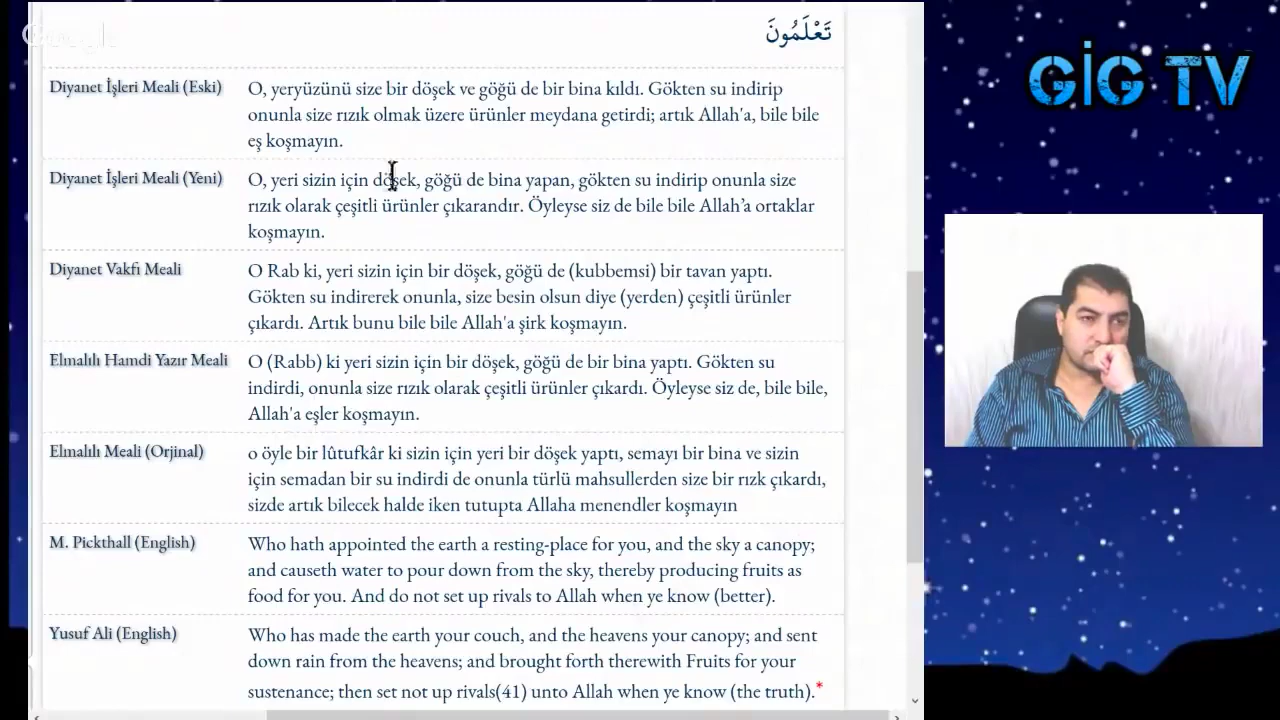 Google
GİG TV
تَعْلَمُونَ
Diyanet İşleri Meali (Eski)
O, yeryüzünü size bir döşek ve göğü de bir bina kıldı. Gökten su indirip
onunla size rızık olmak üzere ürünler meydana getirdi; artık Allah'a, bile bile
eş koşmayın.
Diyanet İşleri Meali (Yeni)
O, yeri sizin için döşek, göğü de bina yapan, gökten su indirip onunla size
rızık olarak çeşitli ürünler çıkarandır. Öyleyse siz de bile bile Allah’a ortaklar
koşmayın.
Diyanet Vakfı Meali
O Rab ki, yeri sizin için bir döşek, göğü de (kubbemsi) bir tavan yaptı.
Gökten su indirerek onunla, size besin olsun diye (yerden) çeşitli ürünler
çıkardı. Artık bunu bile bile Allah'a şirk koşmayın.
Elmalılı Hamdi Yazır Meali
O (Rabb) ki yeri sizin için bir döşek, göğü de bir bina yaptı. Gökten su
indirdi, onunla size rızık olarak çeşitli ürünler çıkardı. Öyleyse siz de, bile bile,
Allah'a eşler koşmayın.
Elmalılı Meali (Orjinal)
o öyle bir lûtufkâr ki sizin için yeri bir döşek yaptı, semayı bir bina ve sizin
için semadan bir su indirdi de onunla türlü mahsullerden size bir rızk çıkardı,
sizde artık bilecek halde iken tutupta Allaha menendler koşmayın
M. Pickthall (English)
Who hath appointed the earth a resting-place for you, and the sky a canopy;
and causeth water to pour down from the sky, thereby producing fruits as
food for you. And do not set up rivals to Allah when ye know (better).
Yusuf Ali (English)
Who has made the earth your couch, and the heavens your canopy; and sent
down rain from the heavens; and brought forth therewith Fruits for your
sustenance; then set not up rivals(41) unto Allah when ye know (the truth).*